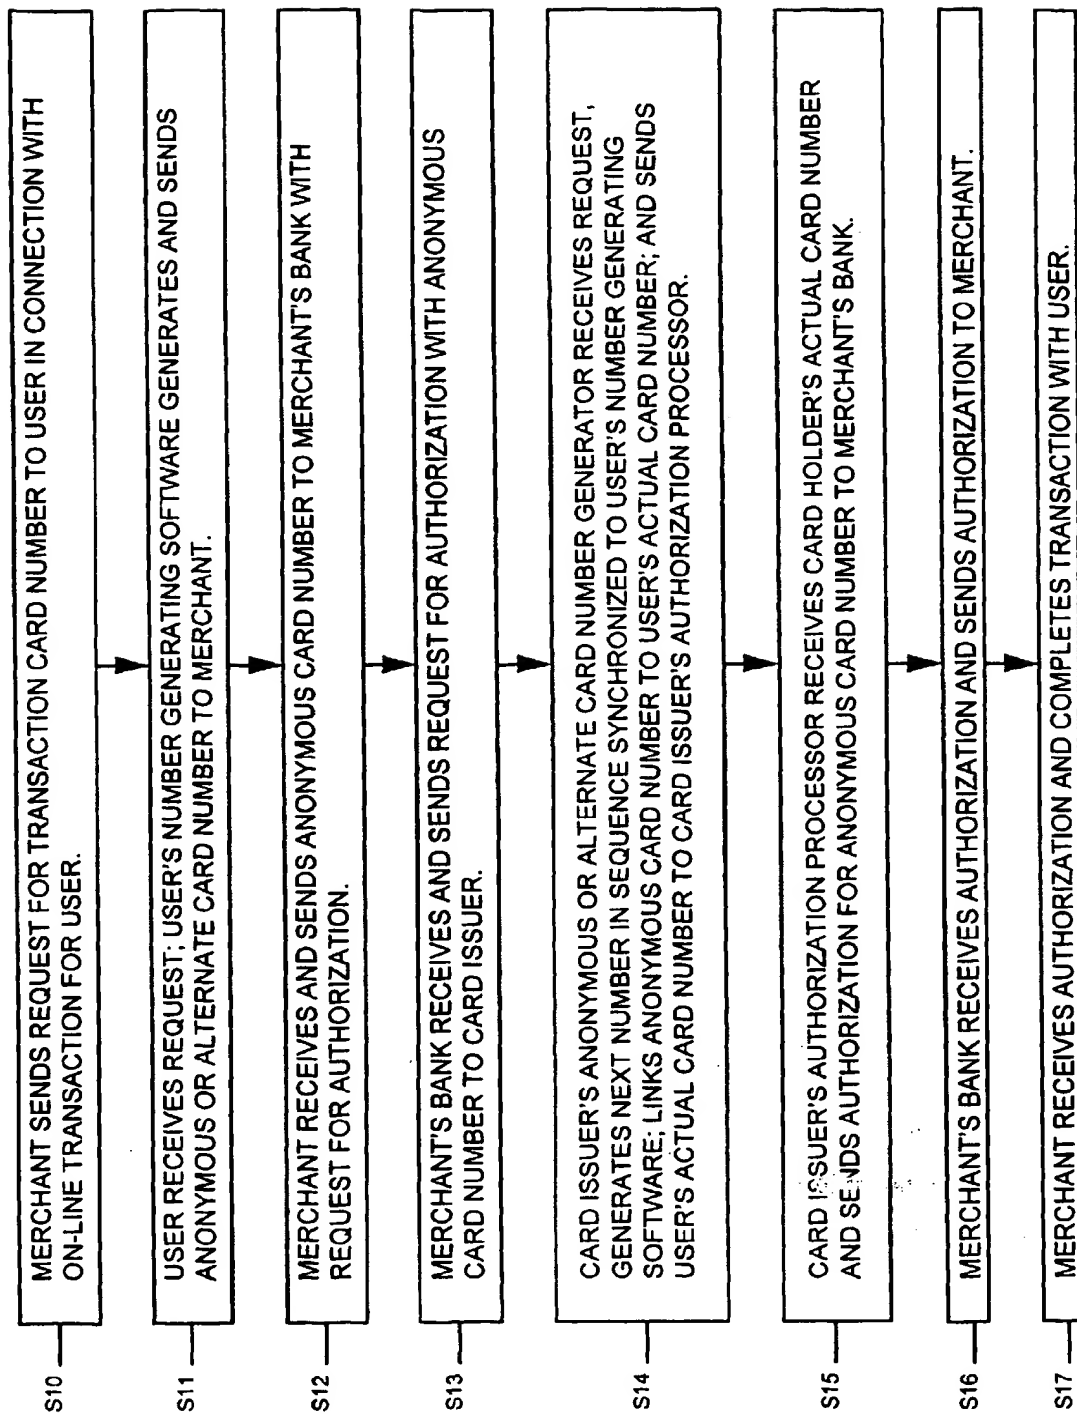 S10
MERCHANT SENDS REQUEST FOR TRANSACTION CARD NUMBER TO USER IN CONNECTION WITH
ON-LINE TRANSACTION FOR USER.
S11
USER RECEIVES REQUEST; USER'S NUMBER GENERATING SOFTWARE GENERATES AND SENDS
ANONYMOUS OR ALTERNATE CARD NUMBER TO MERCHANT.
S12
MERCHANT RECEIVES AND SENDS ANONYMOUS CARD NUMBER TO MERCHANT'S BANK WITH
REQUEST FOR AUTHORIZATION.
S13
MERCHANT'S BANK RECEIVES AND SENDS REQUEST FOR AUTHORIZATION WITH ANONYMOUS
CARD NUMBER TO CARD ISSUER.
S14
CARD ISSUER'S ANONYMOUS OR ALTERNATE CARD NUMBER GENERATOR RECEIVES REQUEST,
GENERATES NEXT NUMBER IN SEQUENCE SYNCHRONIZED TO USER'S NUMBER GENERATING
SOFTWARE; LINKS ANONYMOUS CARD NUMBER TO USER'S ACTUAL CARD NUMBER; AND SENDS
USER'S ACTUAL CARD NUMBER TO CARD ISSUER'S AUTHORIZATION PROCESSOR.
S15
CARD ISSUER'S AUTHORIZATION PROCESSOR RECEIVES CARD HOLDER'S ACTUAL CARD NUMBER
AND SENDS AUTHORIZATION FOR ANONYMOUS CARD NUMBER TO MERCHANT'S BANK.
S16
MERCHANT'S BANK RECEIVES AUTHORIZATION AND SENDS AUTHORIZATION TO MERCHANT.
S17
MERCHANT RECEIVES AUTHORIZATION AND COMPLETES TRANSACTION WITH USER.